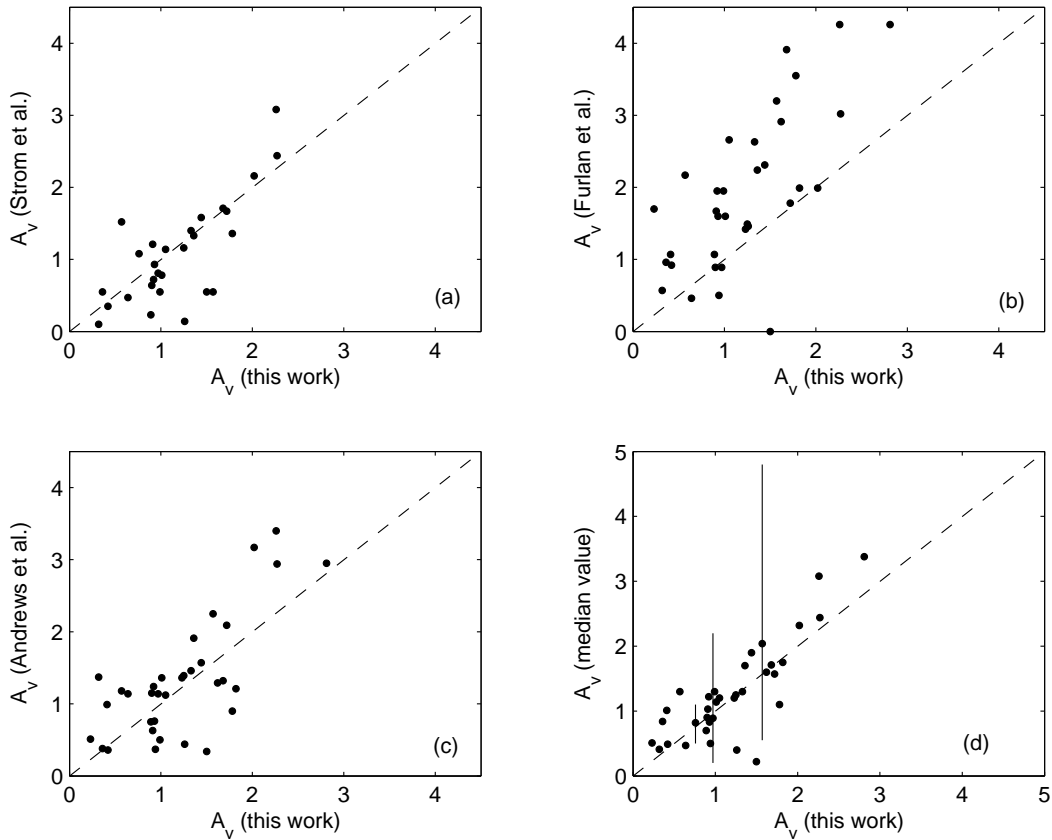 4
3
2
1
0
0 1 2 3 4
A_v (Strom et al.)
A_v (this work)
(a)
4
3
2
1
0
0 1 2 3 4
A_v (Furlan et al.)
A_v (this work)
(b)
4
3
2
1
0
0 1 2 3 4
A_v (Andrews et al.)
A_v (this work)
(c)
5
4
3
2
1
0
0 1 2 3 4 5
A_v (median value)
A_v (this work)
(d)